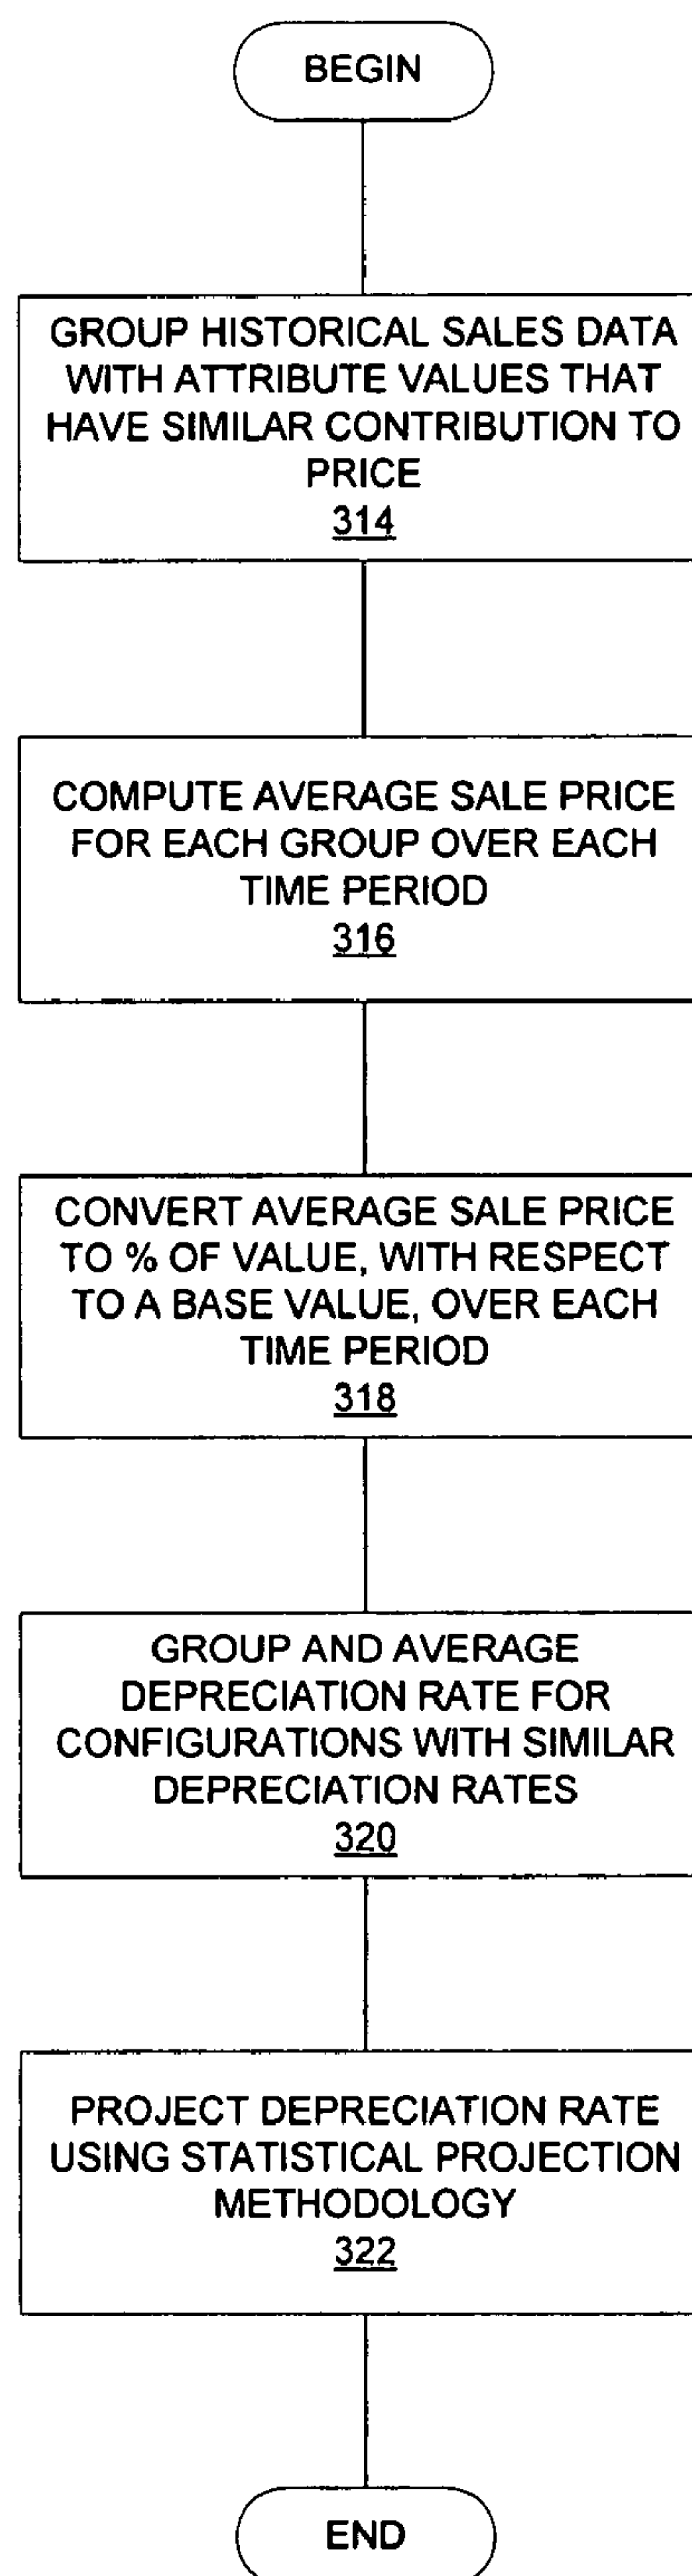 BEGIN
GROUP HISTORICAL SALES DATA
WITH ATTRIBUTE VALUES THAT
HAVE SIMILAR CONTRIBUTION TO
PRICE
314
COMPUTE AVERAGE SALE PRICE
FOR EACH GROUP OVER EACH
TIME PERIOD
316
CONVERT AVERAGE SALE PRICE
TO % OF VALUE, WITH RESPECT
TO A BASE VALUE, OVER EACH
TIME PERIOD
318
GROUP AND AVERAGE
DEPRECIATION RATE FOR
CONFIGURATIONS WITH SIMILAR
DEPRECIATION RATES
320
PROJECT DEPRECIATION RATE
USING STATISTICAL PROJECTION
METHODOLOGY
322
END